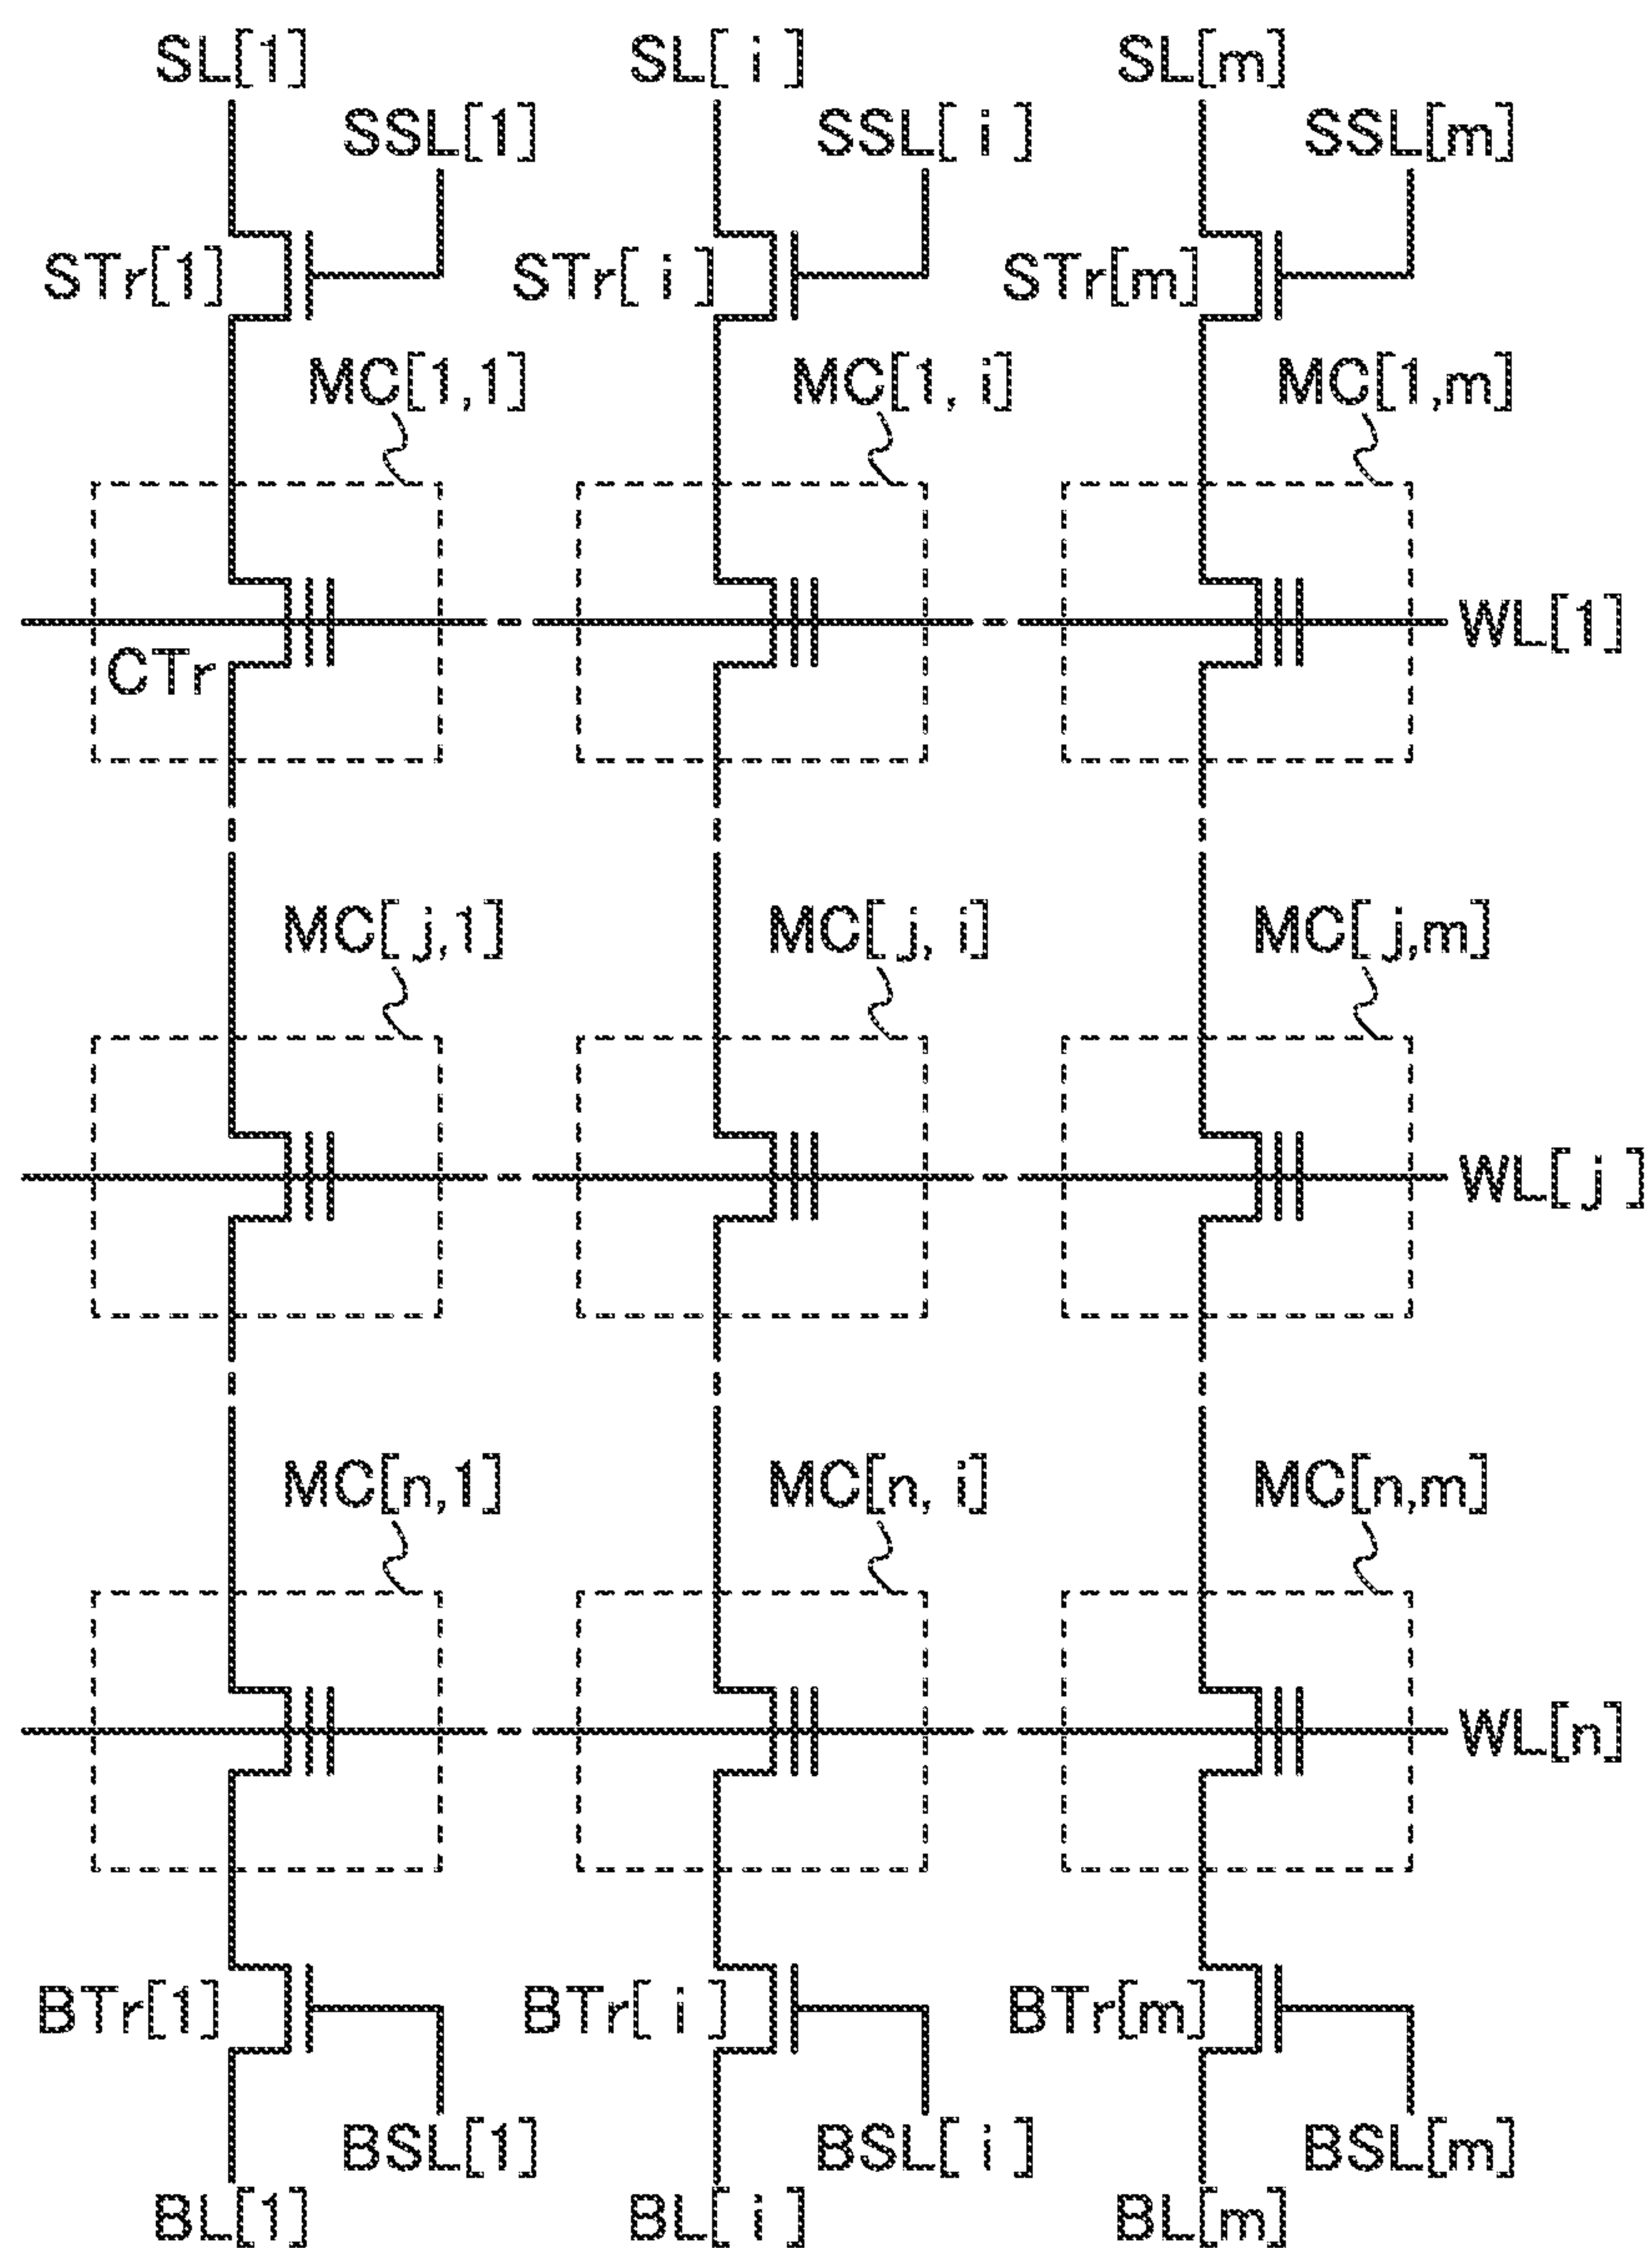 SL[1] SL[ i ] SL[m]
SSL[1] SSL[ i ] SSL[m]
STr[1] STr[ i ] STr[m]
MC[1,1] MC[1, i] MC[1,m]
WL[1]
CTr
MC[ j,1] MC[ j, i] MC[ j,m]
WL[ j ]
MC[n,1] MC[n, i] MC[n,m]
WL[n]
BTr[1] BTr[ i ] BTr[m]
BSL[1] BSL[ i ] BSL[m]
BL[1] BL[ i ] BL[m]